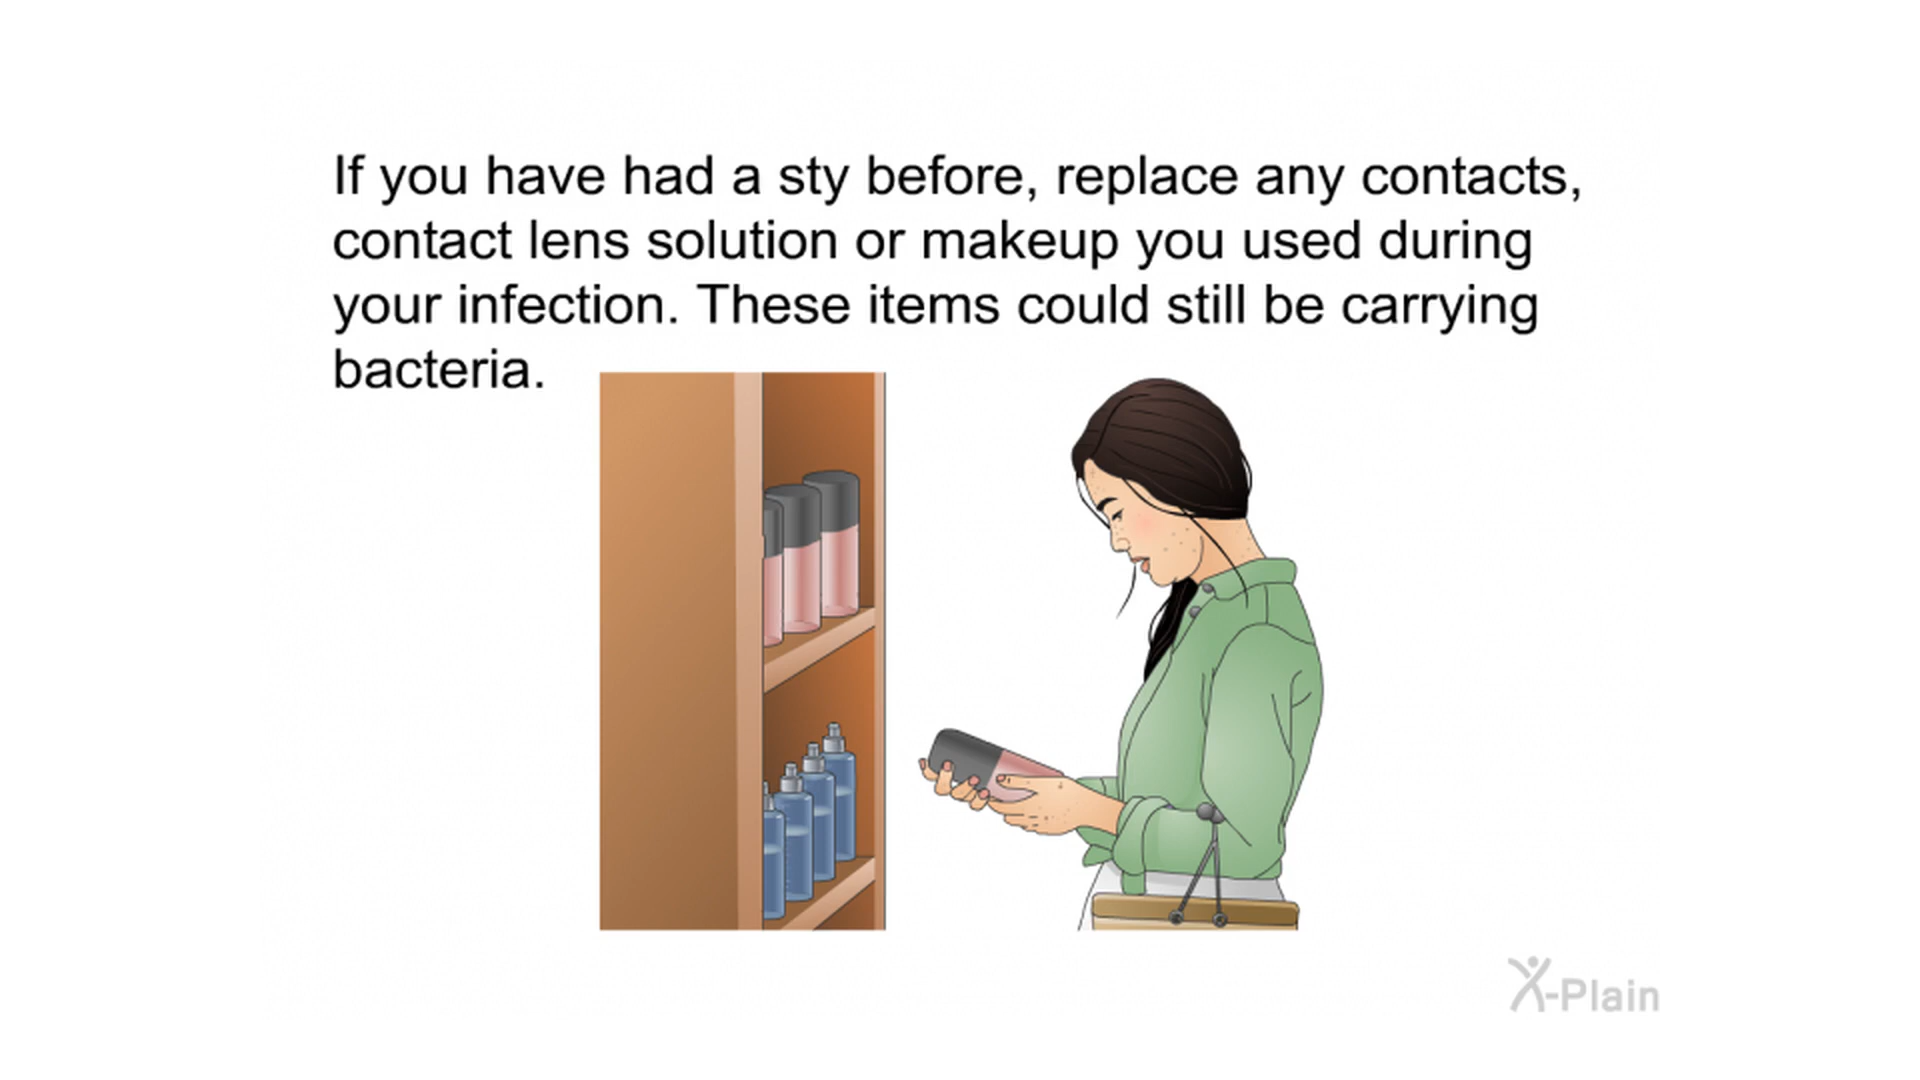 If you have had a sty before, replace any contacts,
contact lens solution or makeup you used during
your infection. These items could still be carrying
bacteria.
X-Plain